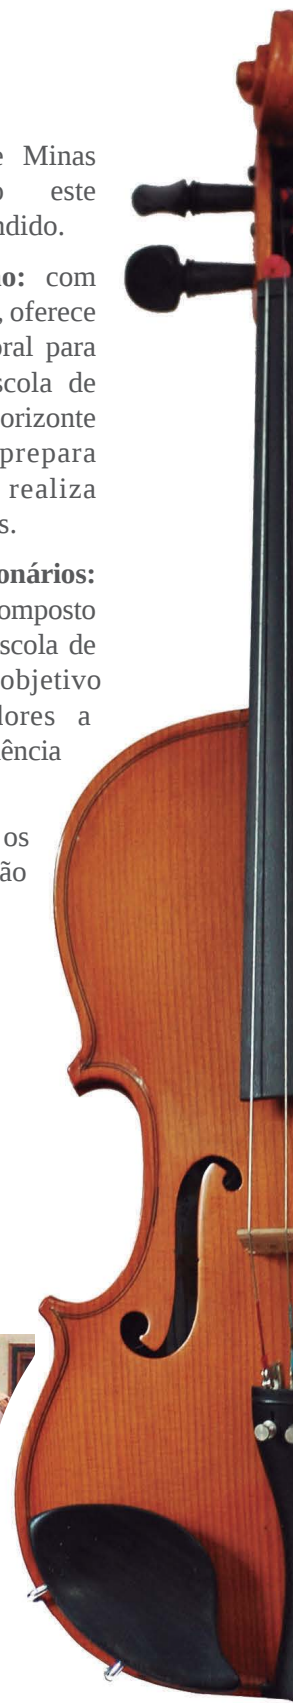 e Minas
o este
ndido.
no: com
, oferece
oral para
scola de
orizonte
prepara
realiza
s.
onários:
omposto
scola de
objetivo
lores a
ência
os
ão